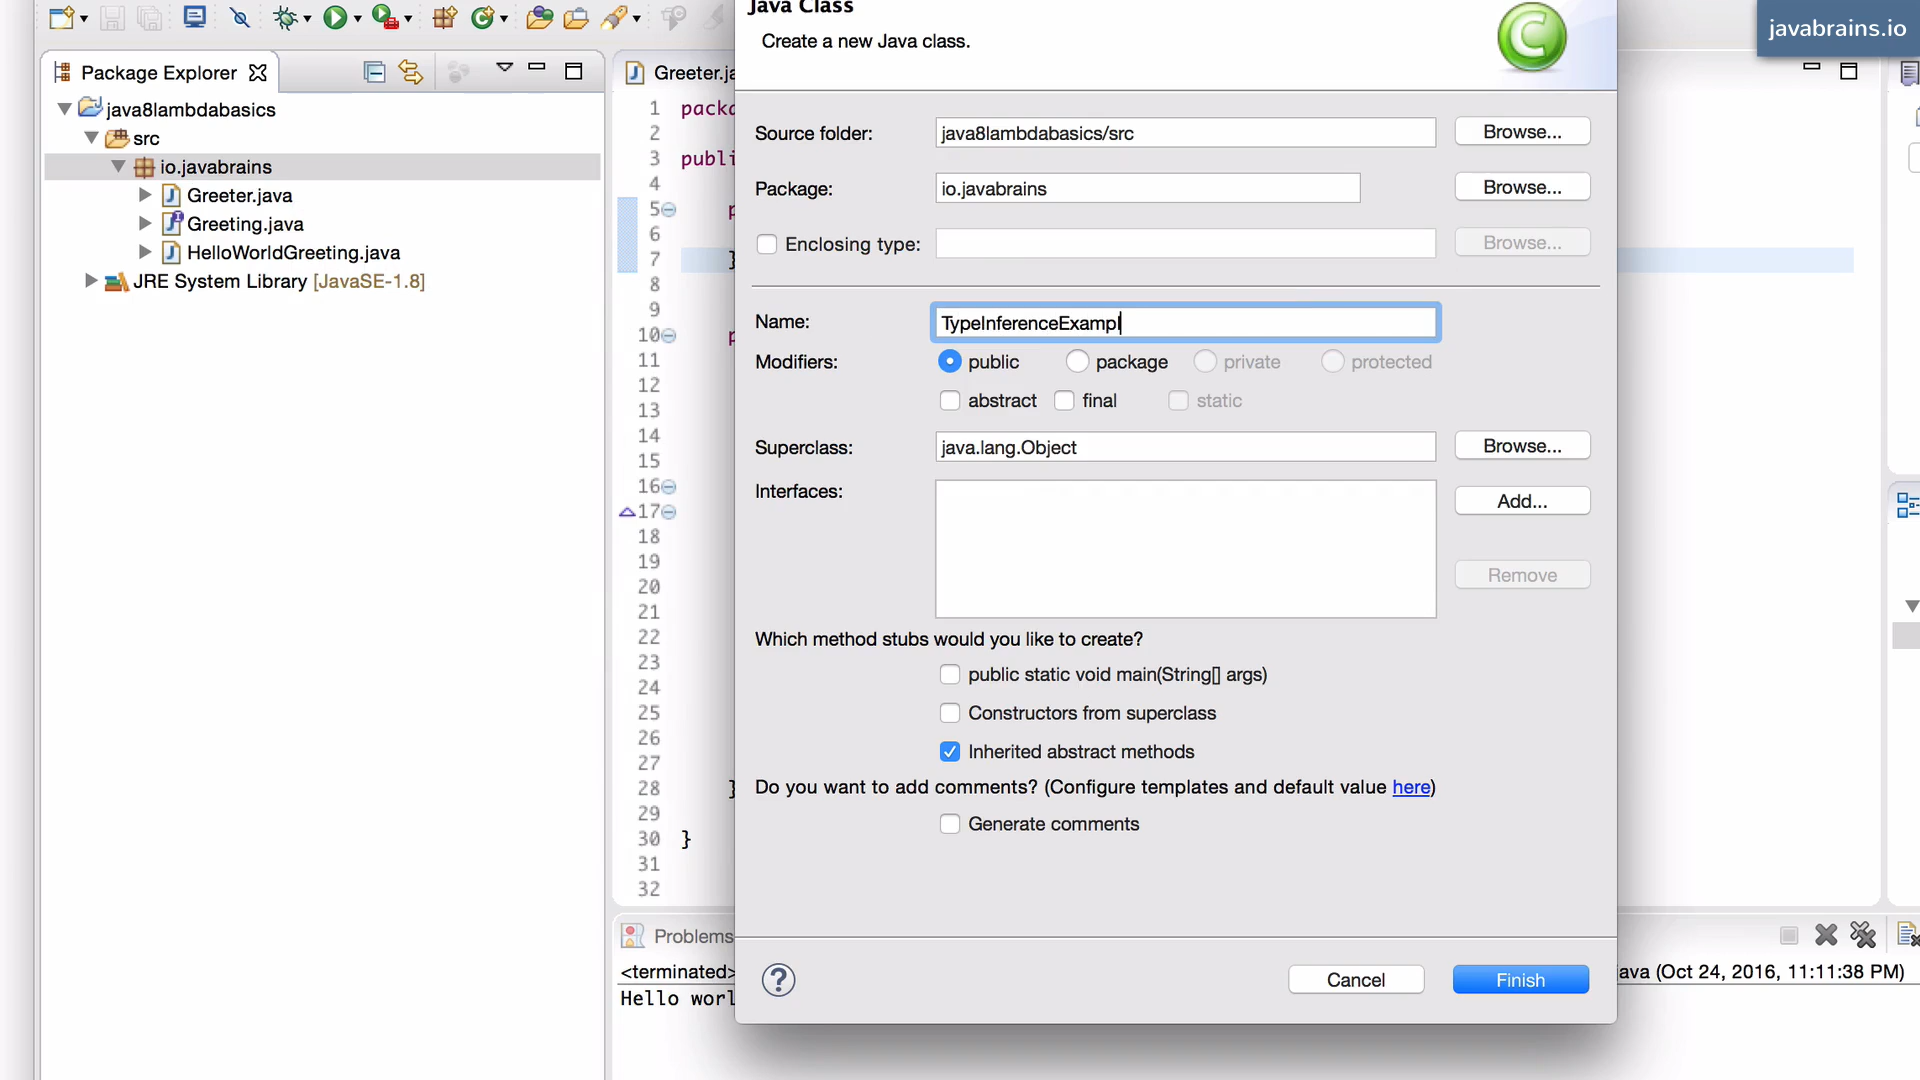 Java Class
javabrains.io
Create a new Java class.
Package Explorer
java8lambdabasics
src
io.javabrains
Greeter.java
Greeting.java
HelloWorldGreeting.java
JRE System Library [JavaSE-1.8]
Greeter.ja
1 packa
2
3 publi
4
5 p
6
7 }
8
9
10 p
11
12
13
14
15
16
17
18
19
20
21
22
23
24
25
26
27
28 }
29
30 }
31
32
Source folder: java8lambdabasics/src Browse...
Package: io.javabrains Browse...
Enclosing type: Browse...
Name: TypeInferenceExampl
Modifiers: public package private protected
abstract final static
Superclass: java.lang.Object Browse...
Interfaces: Add...
Remove
Which method stubs would you like to create?
public static void main(String[] args)
Constructors from superclass
Inherited abstract methods
Do you want to add comments? (Configure templates and default value here)
Generate comments
? Cancel Finish
Problems
<terminated> ava (Oct 24, 2016, 11:11:38 PM)
Hello worl